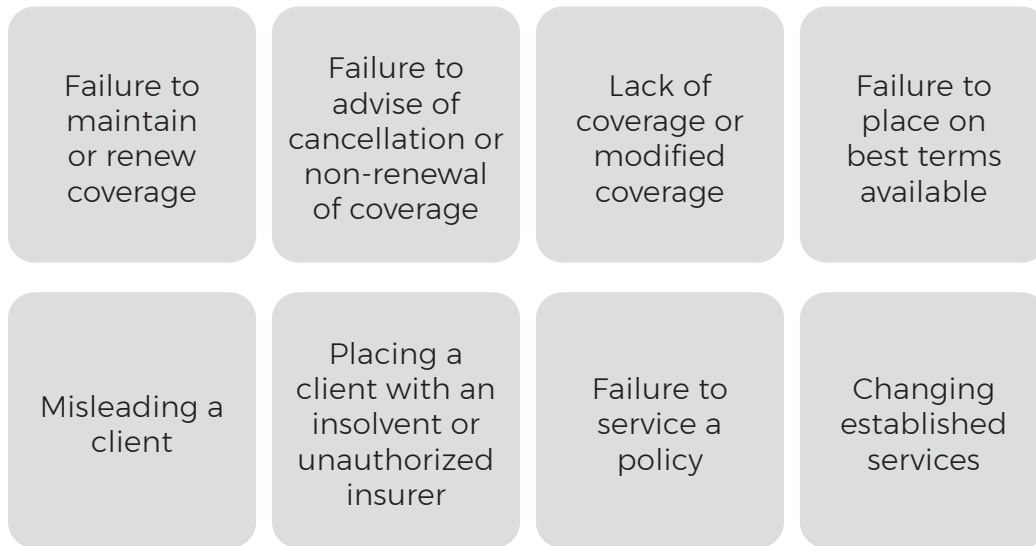 Failure to
maintain
or renew
coverage
Failure to
advise of
cancellation or
non-renewal
of coverage
Lack of
coverage or
modified
coverage
Failure to
place on
best terms
available
Misleading a
client
Placing a
client with an
insolvent or
unauthorized
insurer
Failure to
service a
policy
Changing
established
services